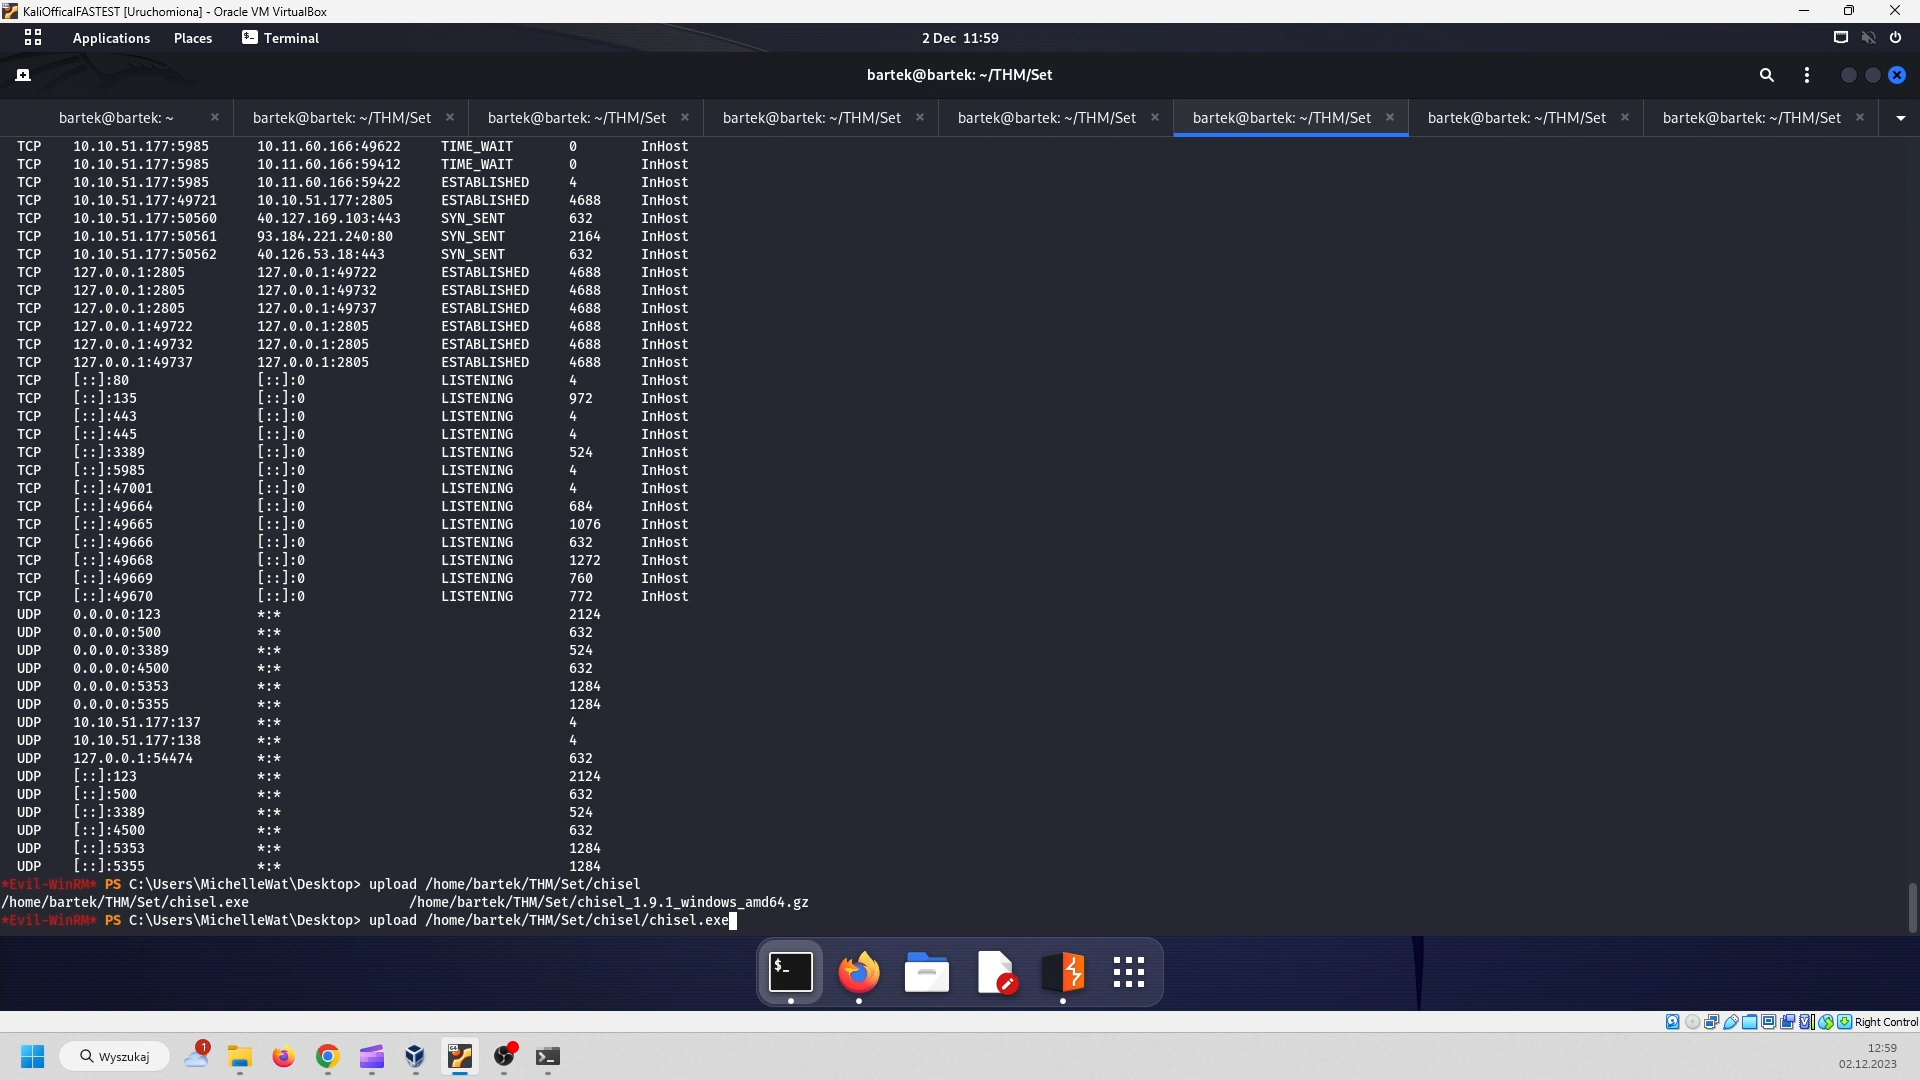 KaliOfficalFASTEST [Uruchomiona] - Oracle VM VirtualBox
Applications Places Terminal 2 Dec 11:59
bartek@bartek: ~/THM/Set
bartek@bartek: ~ bartek@bartek: ~/THM/Set bartek@bartek: ~/THM/Set bartek@bartek: ~/THM/Set bartek@bartek: ~/THM/Set bartek@bartek: ~/THM/Set bartek@bartek: ~/THM/Set bartek@bartek: ~/THM/Set
TCP 10.10.51.177:5985 10.11.60.166:49622 TIME_WAIT 0 InHost
TCP 10.10.51.177:5985 10.11.60.166:59412 TIME_WAIT 0 InHost
TCP 10.10.51.177:5985 10.11.60.166:59422 ESTABLISHED 4 InHost
TCP 10.10.51.177:49721 10.10.51.177:2805 ESTABLISHED 4688 InHost
TCP 10.10.51.177:50560 40.127.169.103:443 SYN_SENT 632 InHost
TCP 10.10.51.177:50561 93.184.221.240:80 SYN_SENT 2164 InHost
TCP 10.10.51.177:50562 40.126.53.18:443 SYN_SENT 632 InHost
TCP 127.0.0.1:2805 127.0.0.1:49722 ESTABLISHED 4688 InHost
TCP 127.0.0.1:2805 127.0.0.1:49732 ESTABLISHED 4688 InHost
TCP 127.0.0.1:2805 127.0.0.1:49737 ESTABLISHED 4688 InHost
TCP 127.0.0.1:49722 127.0.0.1:2805 ESTABLISHED 4688 InHost
TCP 127.0.0.1:49732 127.0.0.1:2805 ESTABLISHED 4688 InHost
TCP 127.0.0.1:49737 127.0.0.1:2805 ESTABLISHED 4688 InHost
TCP [::]:80 [::]:0 LISTENING 4 InHost
TCP [::]:135 [::]:0 LISTENING 972 InHost
TCP [::]:443 [::]:0 LISTENING 4 InHost
TCP [::]:445 [::]:0 LISTENING 4 InHost
TCP [::]:3389 [::]:0 LISTENING 524 InHost
TCP [::]:5985 [::]:0 LISTENING 4 InHost
TCP [::]:47001 [::]:0 LISTENING 4 InHost
TCP [::]:49664 [::]:0 LISTENING 684 InHost
TCP [::]:49665 [::]:0 LISTENING 1076 InHost
TCP [::]:49666 [::]:0 LISTENING 632 InHost
TCP [::]:49668 [::]:0 LISTENING 1272 InHost
TCP [::]:49669 [::]:0 LISTENING 760 InHost
TCP [::]:49670 [::]:0 LISTENING 772 InHost
UDP 0.0.0.0:123 *:* 2124
UDP 0.0.0.0:500 *:* 632
UDP 0.0.0.0:3389 *:* 524
UDP 0.0.0.0:4500 *:* 632
UDP 0.0.0.0:5353 *:* 1284
UDP 0.0.0.0:5355 *:* 1284
UDP 10.10.51.177:137 *:* 4
UDP 10.10.51.177:138 *:* 4
UDP 127.0.0.1:54474 *:* 632
UDP [::]:123 *:* 2124
UDP [::]:500 *:* 632
UDP [::]:3389 *:* 524
UDP [::]:4500 *:* 632
UDP [::]:5353 *:* 1284
UDP [::]:5355 *:* 1284
*Evil-WinRM* PS C:\Users\MichelleWat\Desktop> upload /home/bartek/THM/Set/chisel
/home/bartek/THM/Set/chisel.exe /home/bartek/THM/Set/chisel_1.9.1_windows_amd64.gz
*Evil-WinRM* PS C:\Users\MichelleWat\Desktop> upload /home/bartek/THM/Set/chisel/chisel.exe
Right Control
Wyszukaj 1 12:59
02.12.2023